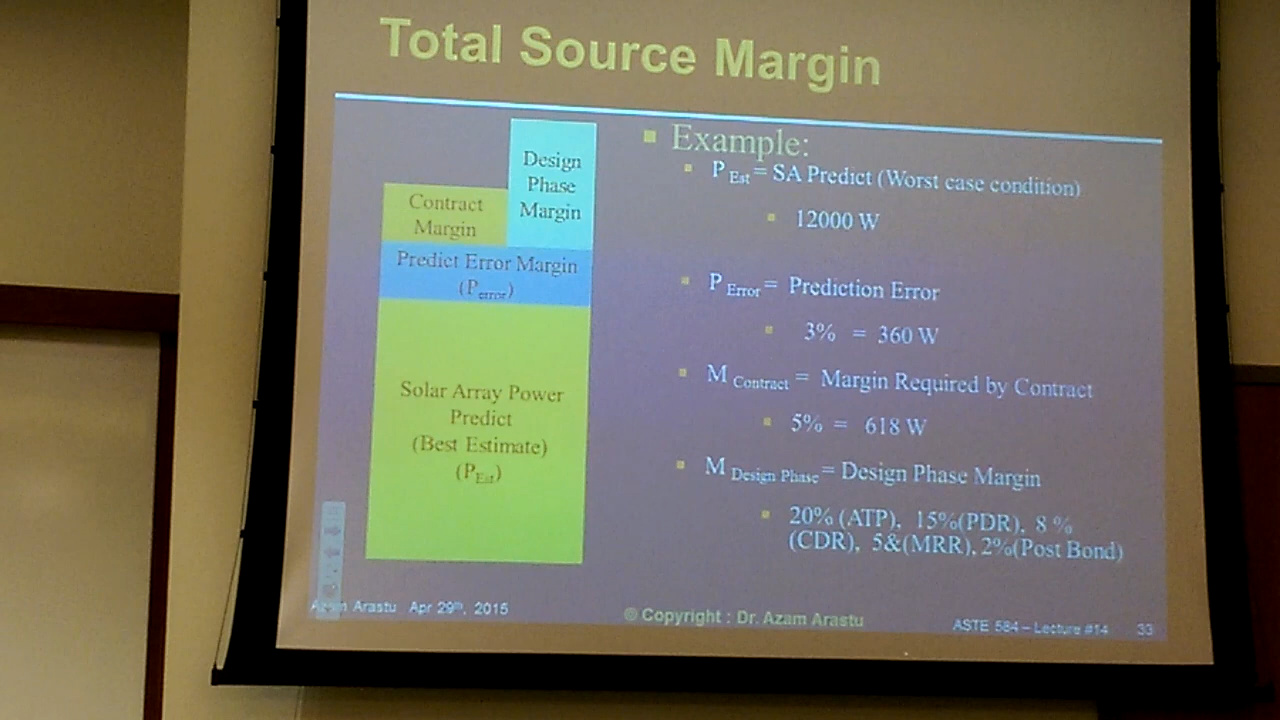 Total Source Margin
Design
Phase
Margin
Contract
Margin
Predict Error Margin
(Perror)
Solar Array Power
Predict
(Best Estimate)
(PEst)
Example:
P Est = SA Predict (Worst case condition)
12000 W
P Error = Prediction Error
3% = 360 W
M Contract = Margin Required by Contract
5% = 618 W
M Design Phase = Design Phase Margin
20% (ATP), 15%(PDR), 8 %
(CDR), 5&(MRR), 2%(Post Bond)
Azam Arastu Apr 29th, 2015
© Copyright : Dr. Azam Arastu
ASTE 584 – Lecture #14 33